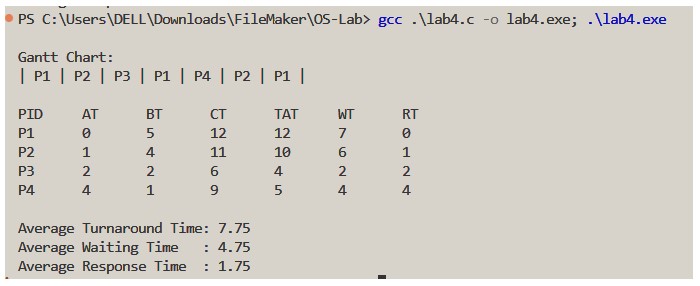 PS C:\Users\DELL\Downloads\FileMaker\OS-Lab> gcc .\lab4.c -o lab4.exe; .\lab4.exe
Gantt Chart:
| P1 | P2 | P3 | P1 | P4 | P2 | P1 |
PID AT BT CT TAT WT RT
P1 0 5 12 12 7 0
P2 1 4 11 10 6 1
P3 2 2 6 4 2 2
P4 4 1 9 5 4 4
Average Turnaround Time: 7.75
Average Waiting Time   : 4.75
Average Response Time  : 1.75